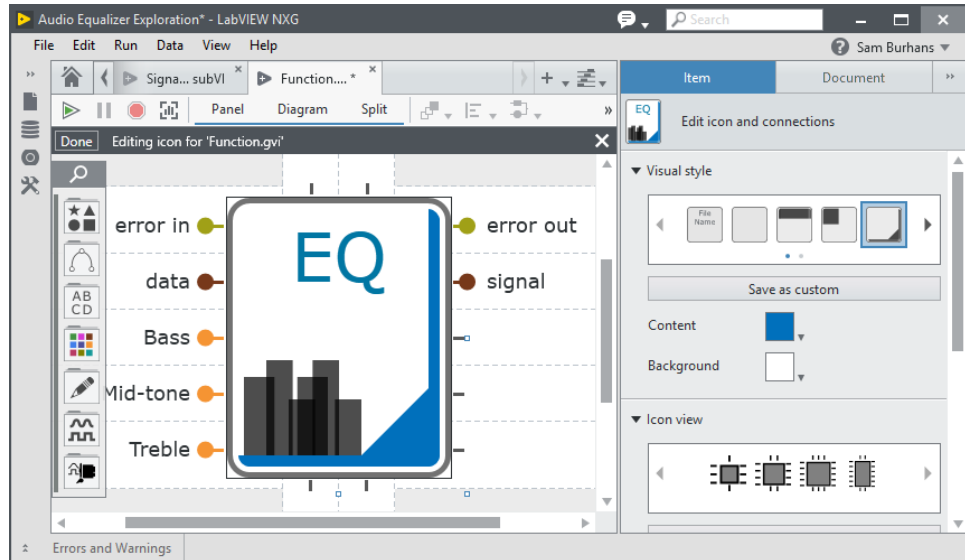 Audio Equalizer Exploration* - LabVIEW NXG
Search
File Edit Run Data View Help
Sam Burhans
Signa... subVI
Function.... *
Item
Document
Panel Diagram Split
EQ
Edit icon and connections
Done Editing icon for 'Function.gvi'
Visual style
File
Name
Save as custom
Content
Background
Icon view
AB
CD
EQ
error in
error out
data
signal
Bass
Mid-tone
Treble
Errors and Warnings